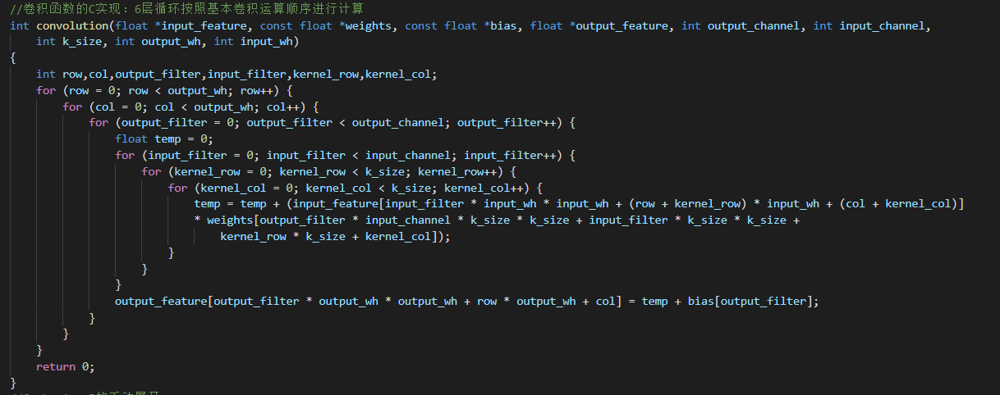 //卷积函数的C实现：6层循环按照基本卷积运算顺序进行计算
int convolution(float *input_feature, const float *weights, const float *bias, float *output_feature, int output_channel, int input_channel,
    int k_size, int output_wh, int input_wh)
{
    int row,col,output_filter,input_filter,kernel_row,kernel_col;
    for (row = 0; row < output_wh; row++) {
        for (col = 0; col < output_wh; col++) {
            for (output_filter = 0; output_filter < output_channel; output_filter++) {
                float temp = 0;
                for (input_filter = 0; input_filter < input_channel; input_filter++) {
                    for (kernel_row = 0; kernel_row < k_size; kernel_row++) {
                        for (kernel_col = 0; kernel_col < k_size; kernel_col++) {
                            temp = temp + (input_feature[input_filter * input_wh * input_wh + (row + kernel_row) * input_wh + (col + kernel_col)]
                            * weights[output_filter * input_channel * k_size * k_size + input_filter * k_size * k_size +
                                kernel_row * k_size + kernel_col]);
                        }
                    }
                }
                output_feature[output_filter * output_wh * output_wh + row * output_wh + col] = temp + bias[output_filter];
            }
        }
    }
    return 0;
}